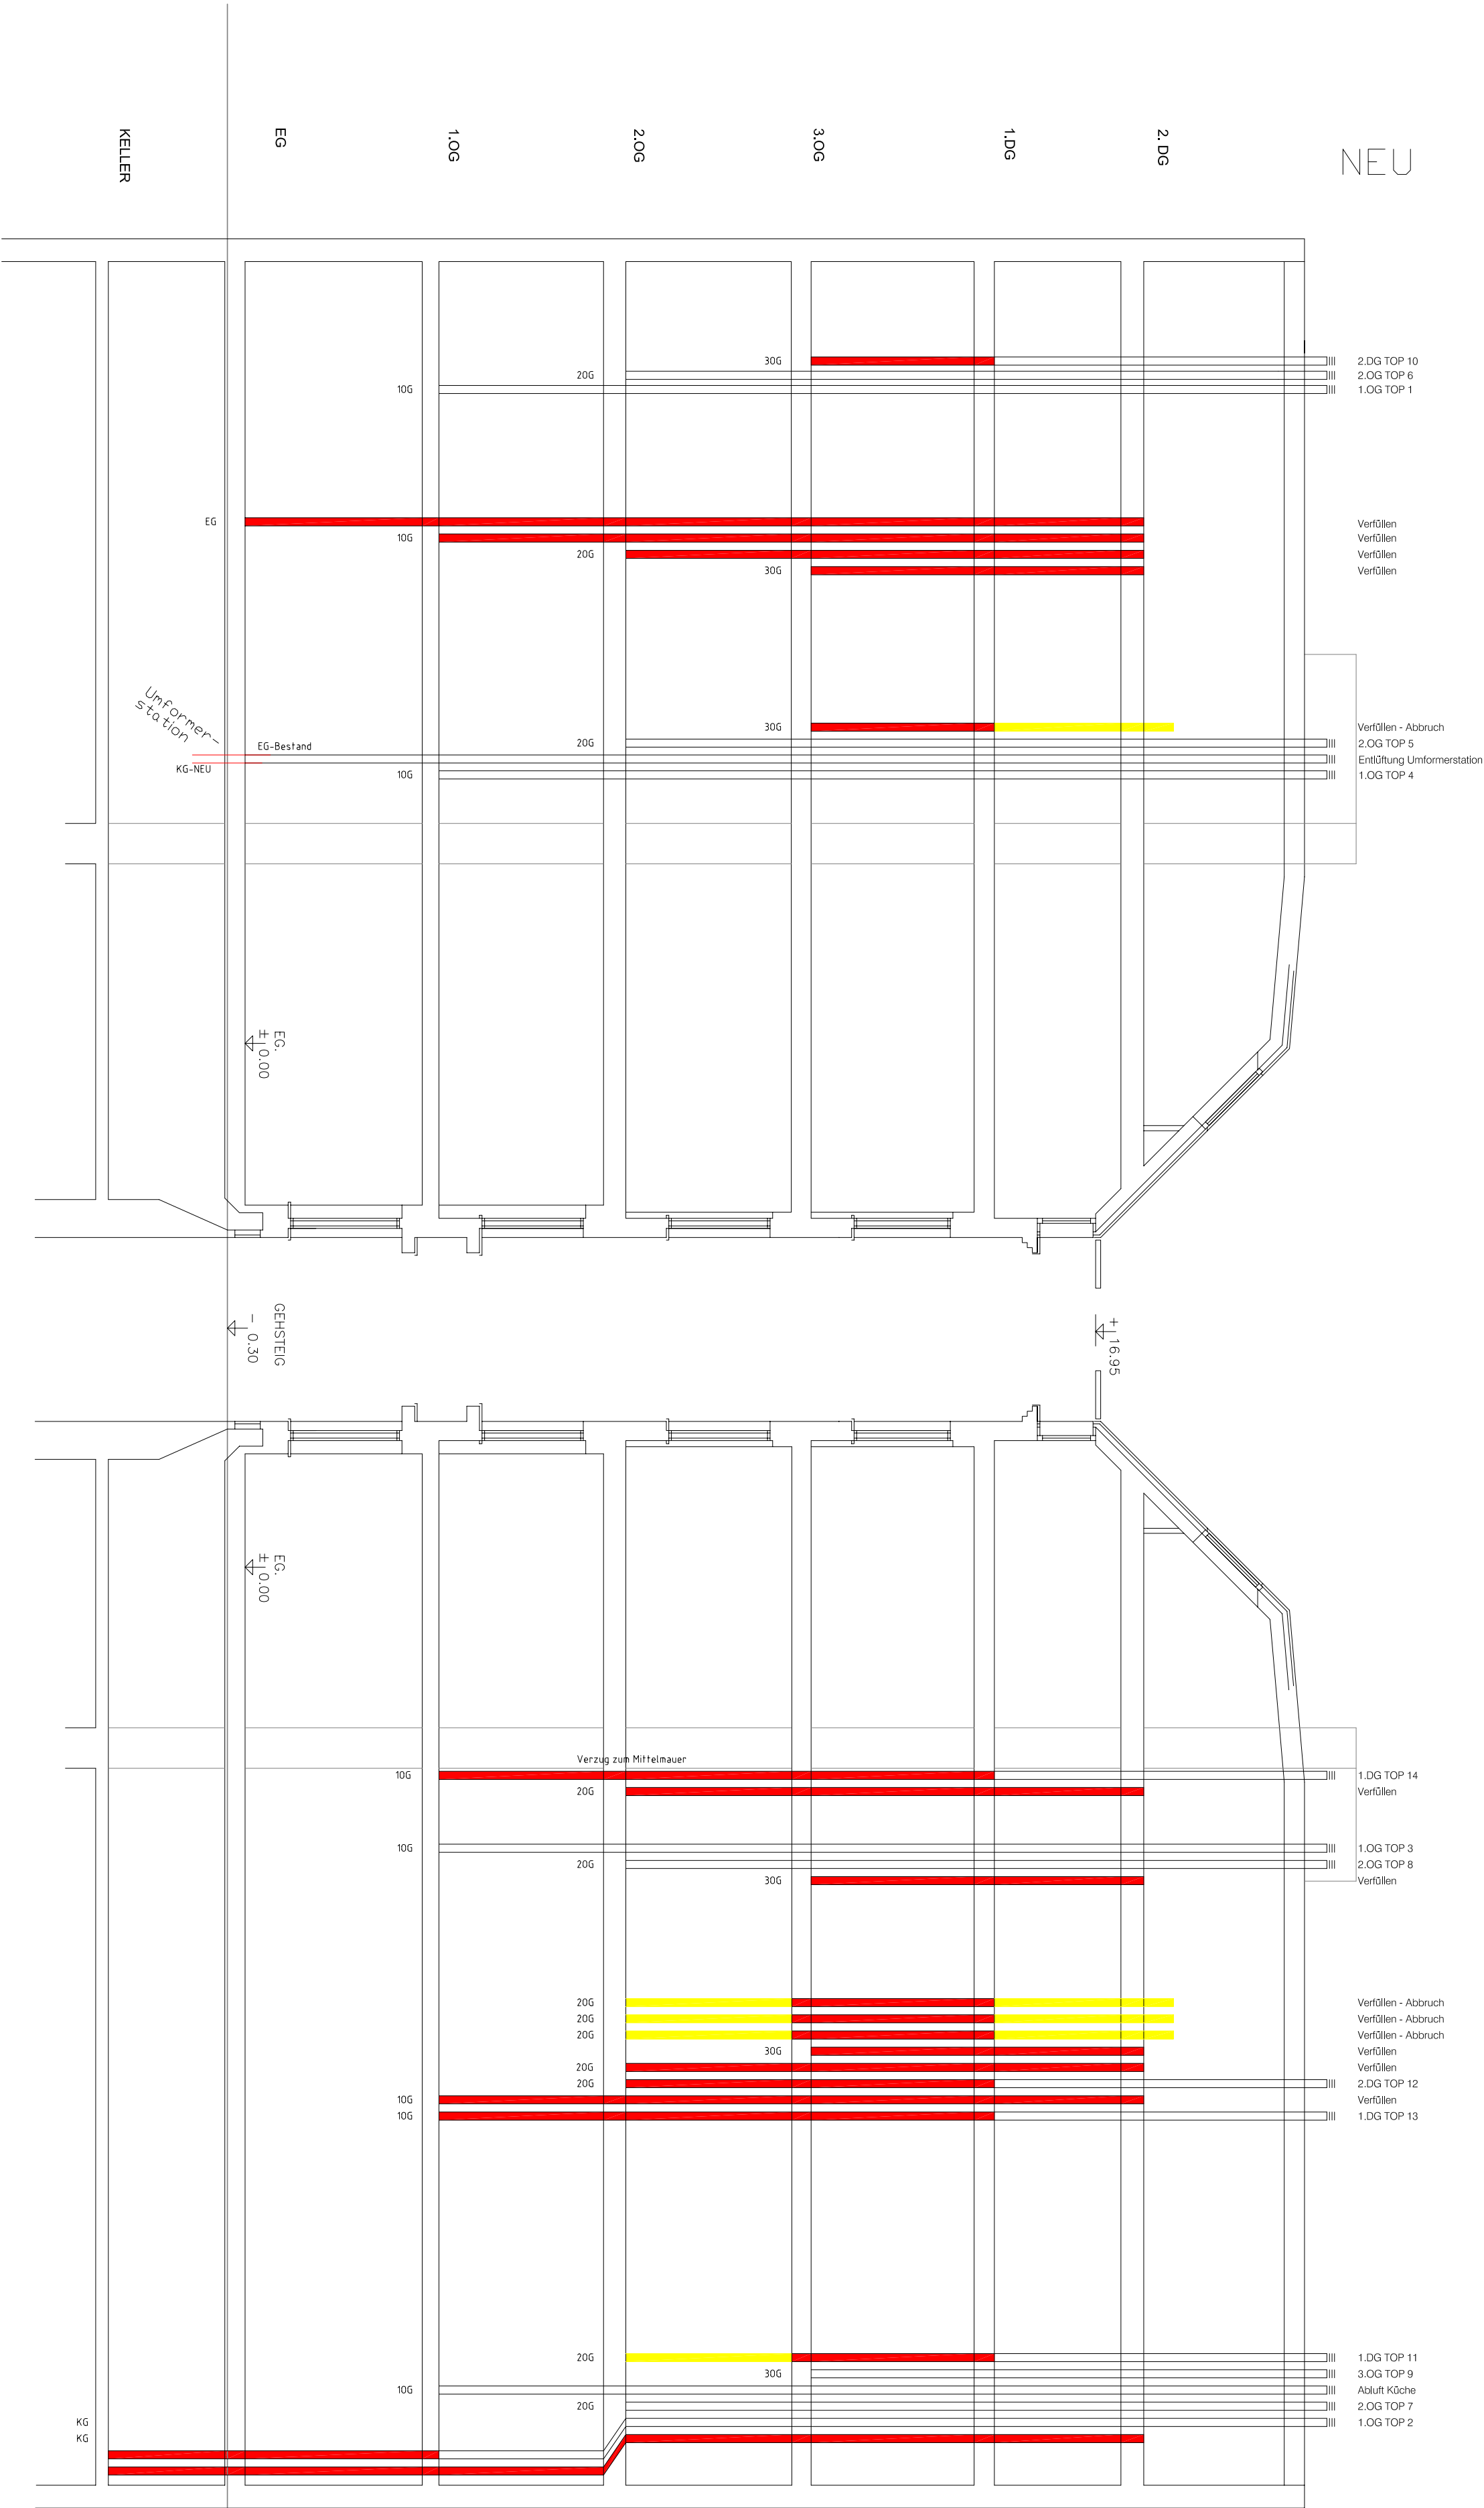 NEU
KELLER
EG
1.OG
2.OG
3.OG
1.DG
2. DG
3OG
2.DG TOP 10
2OG
2.OG TOP 6
1OG
1.OG TOP 1
EG
Verfüllen
1OG
Verfüllen
2OG
Verfüllen
3OG
Verfüllen
Umformer-
station
3OG
Verfüllen - Abbruch
2OG
2.OG TOP 5
EG-Bestand
Entlüftung Umformerstation
KG-NEU
1OG
1.OG TOP 4
EG.
± 0.00
GEHSTEIG
- 0.30
+ 16.95
EG.
± 0.00
Verzug zum Mittelmauer
1OG
1.DG TOP 14
2OG
Verfüllen
1OG
1.OG TOP 3
2OG
2.OG TOP 8
3OG
Verfüllen
2OG
Verfüllen - Abbruch
2OG
Verfüllen - Abbruch
2OG
Verfüllen - Abbruch
3OG
Verfüllen
2OG
Verfüllen
2OG
2.DG TOP 12
1OG
Verfüllen
1OG
1.DG TOP 13
2OG
1.DG TOP 11
3OG
3.OG TOP 9
1OG
Abluft Küche
2OG
2.OG TOP 7
KG
1.OG TOP 2
KG